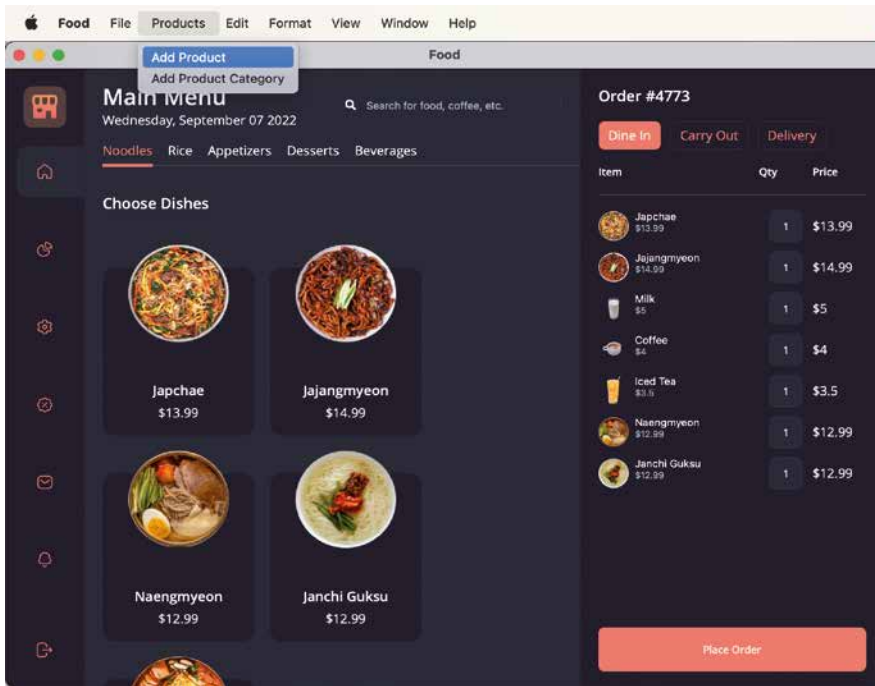 Food File Products Edit Format View Window Help
Food
Add Product
Add Product Category
Main Menu
Wednesday, September 07 2022
Search for food, coffee, etc.
Noodles Rice Appetizers Desserts Beverages
Choose Dishes
Japchae
$13.99
Jajangmyeon
$14.99
Naengmyeon
$12.99
Janchi Guksu
$12.99
Order #4773
Dine In Carry Out Delivery
Item Qty Price
Japchae
$13.99
1 $13.99
Jajangmyeon
$14.99
1 $14.99
Milk
$5
1 $5
Coffee
$4
1 $4
Iced Tea
$3.5
1 $3.5
Naengmyeon
$12.99
1 $12.99
Janchi Guksu
$12.99
1 $12.99
Place Order